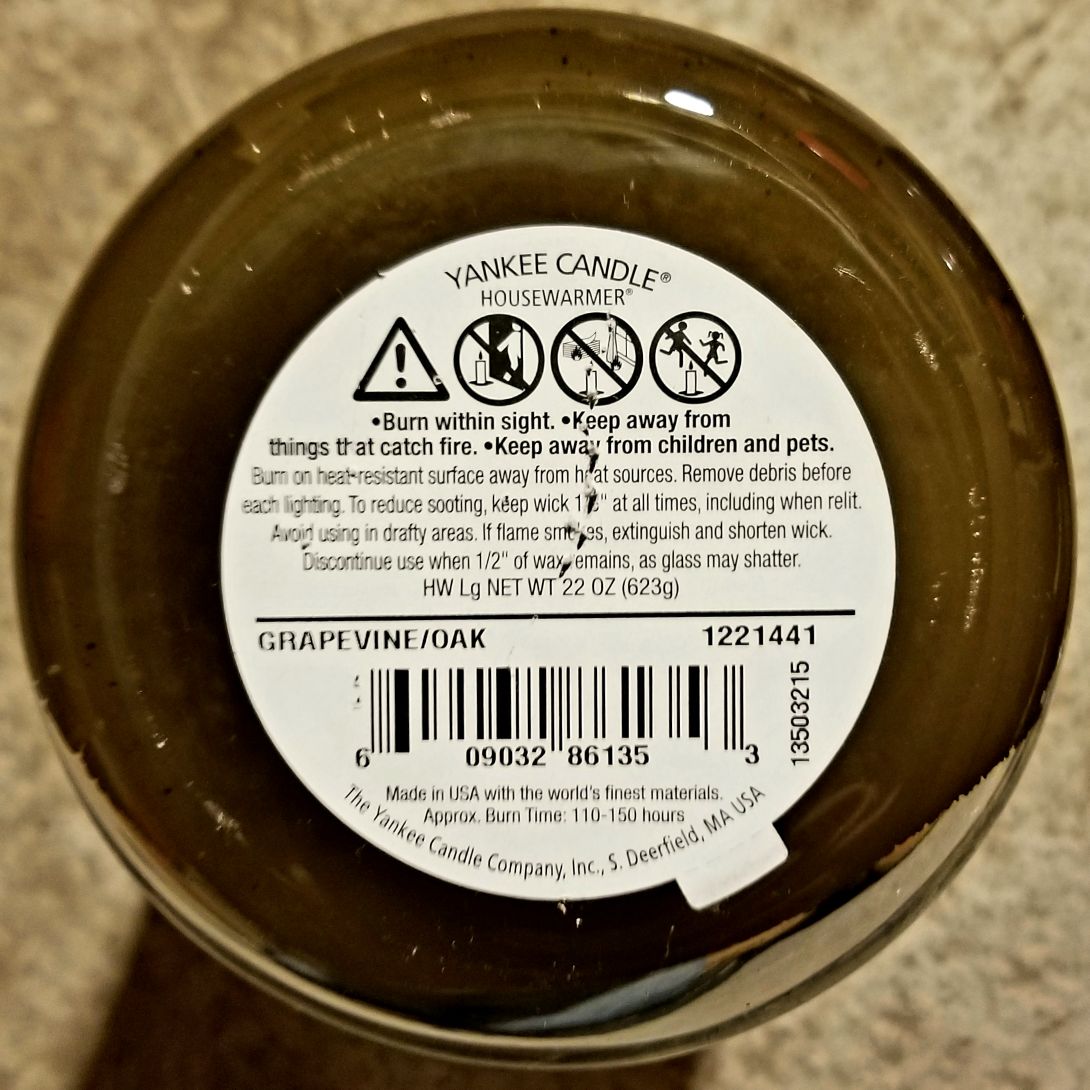 YANKEE CANDLE®
HOUSEWARMER®
•Burn within sight. •Keep away from
things that catch fire. •Keep away from children and pets.
Burn on heat-resistant surface away from heat sources. Remove debris before
each lighting. To reduce sooting, keep wick 1/8" at all times, including when relit.
Avoid using in drafty areas. If flame smokes, extinguish and shorten wick.
Discontinue use when 1/2" of wax remains, as glass may shatter.
HW Lg NET WT 22 OZ (623g)
GRAPEVINE/OAK 1221441
13503215
6 09032 86135 3
Made in USA with the world's finest materials.
Approx. Burn Time: 110-150 hours
The Yankee Candle Company, Inc., S. Deerfield, MA USA